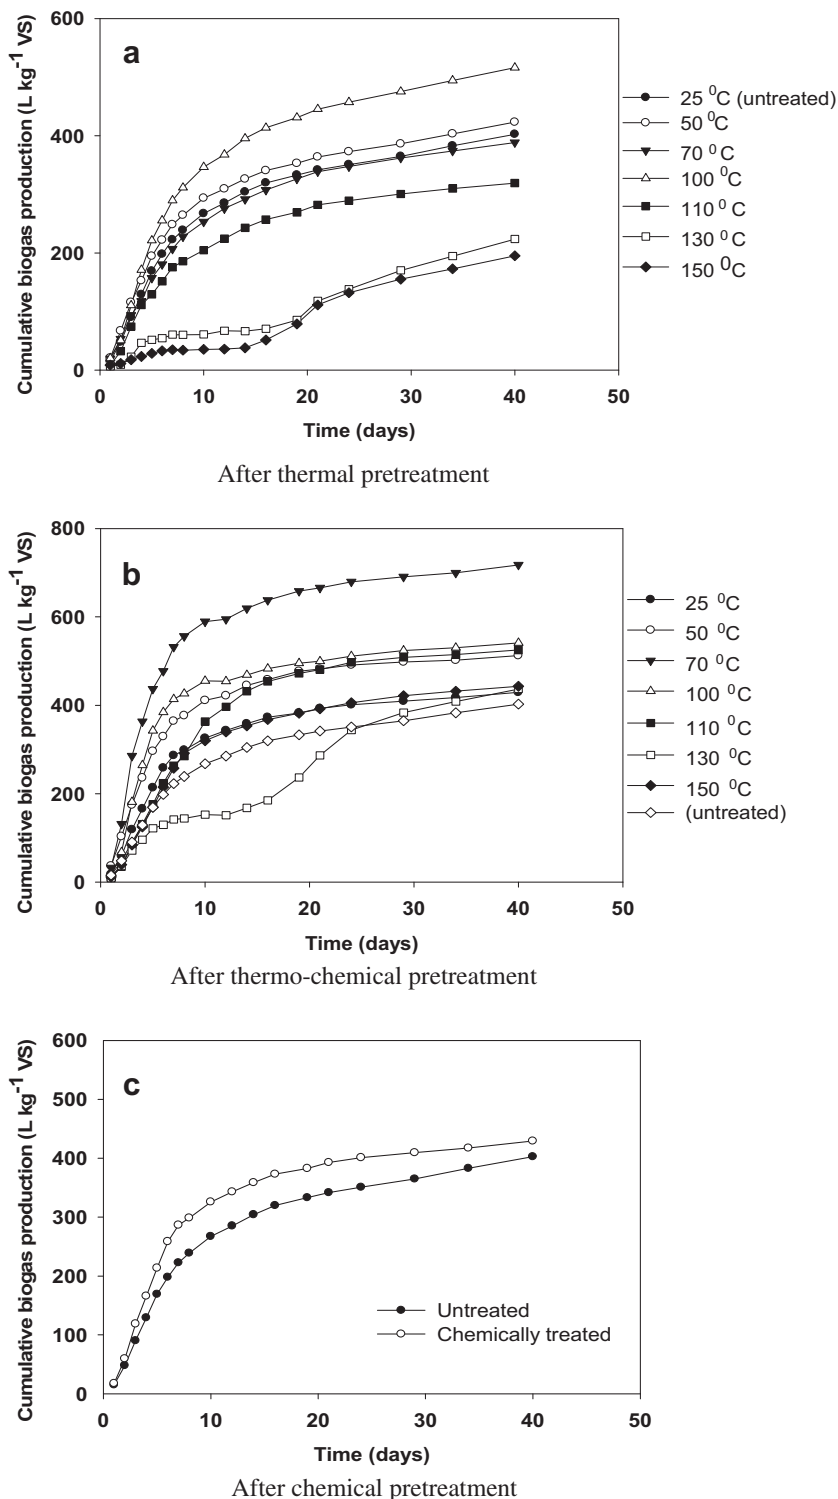 a
600
400
200
0
0 10 20 30 40 50
Cumulative biogas production (L kg-1 VS)
Time (days)
25 0C (untreated)
50 0C
70 0 C
100 0C
110 0 C
130 0 C
150 0C
After thermal pretreatment
b
800
600
400
200
0
0 10 20 30 40 50
Cumulative biogas production (L kg-1 VS)
Time (days)
25 0C
50 0C
70 0C
100 0C
110 0C
130 0C
150 0C
(untreated)
After thermo-chemical pretreatment
c
600
500
400
300
200
100
0
0 10 20 30 40 50
Cumulative biogas production (L kg-1 VS)
Time (days)
Untreated
Chemically treated
After chemical pretreatment